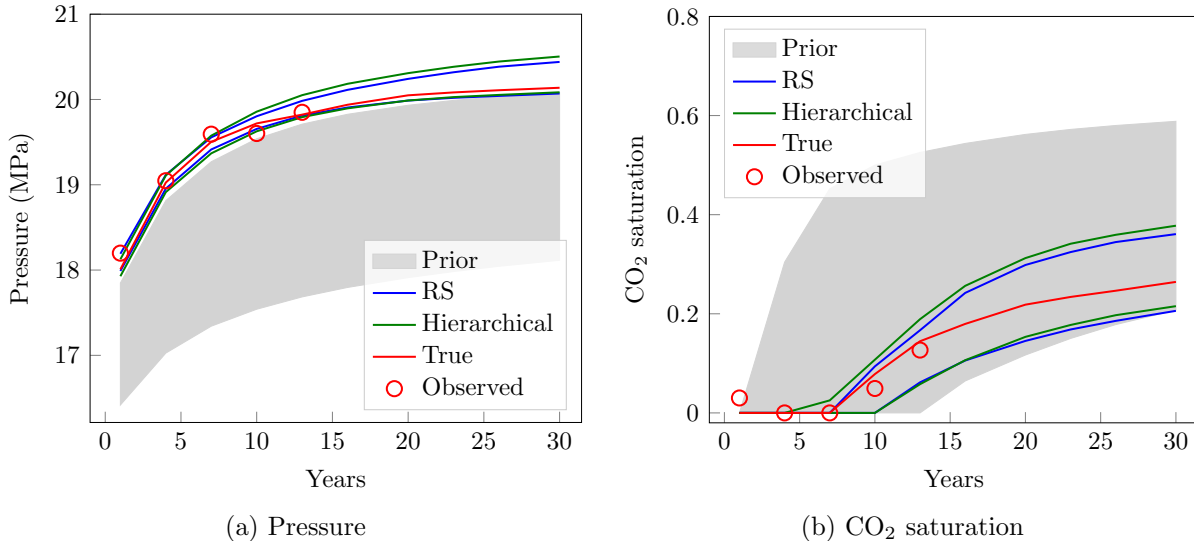 21
20
19
18
17
Pressure (MPa)
0
5
10
15
20
25
30
Years
Prior
RS
Hierarchical
True
Observed
(a) Pressure
0.8
0.6
0.4
0.2
0
CO₂ saturation
0
5
10
15
20
25
30
Years
Prior
RS
Hierarchical
True
Observed
(b) CO₂ saturation